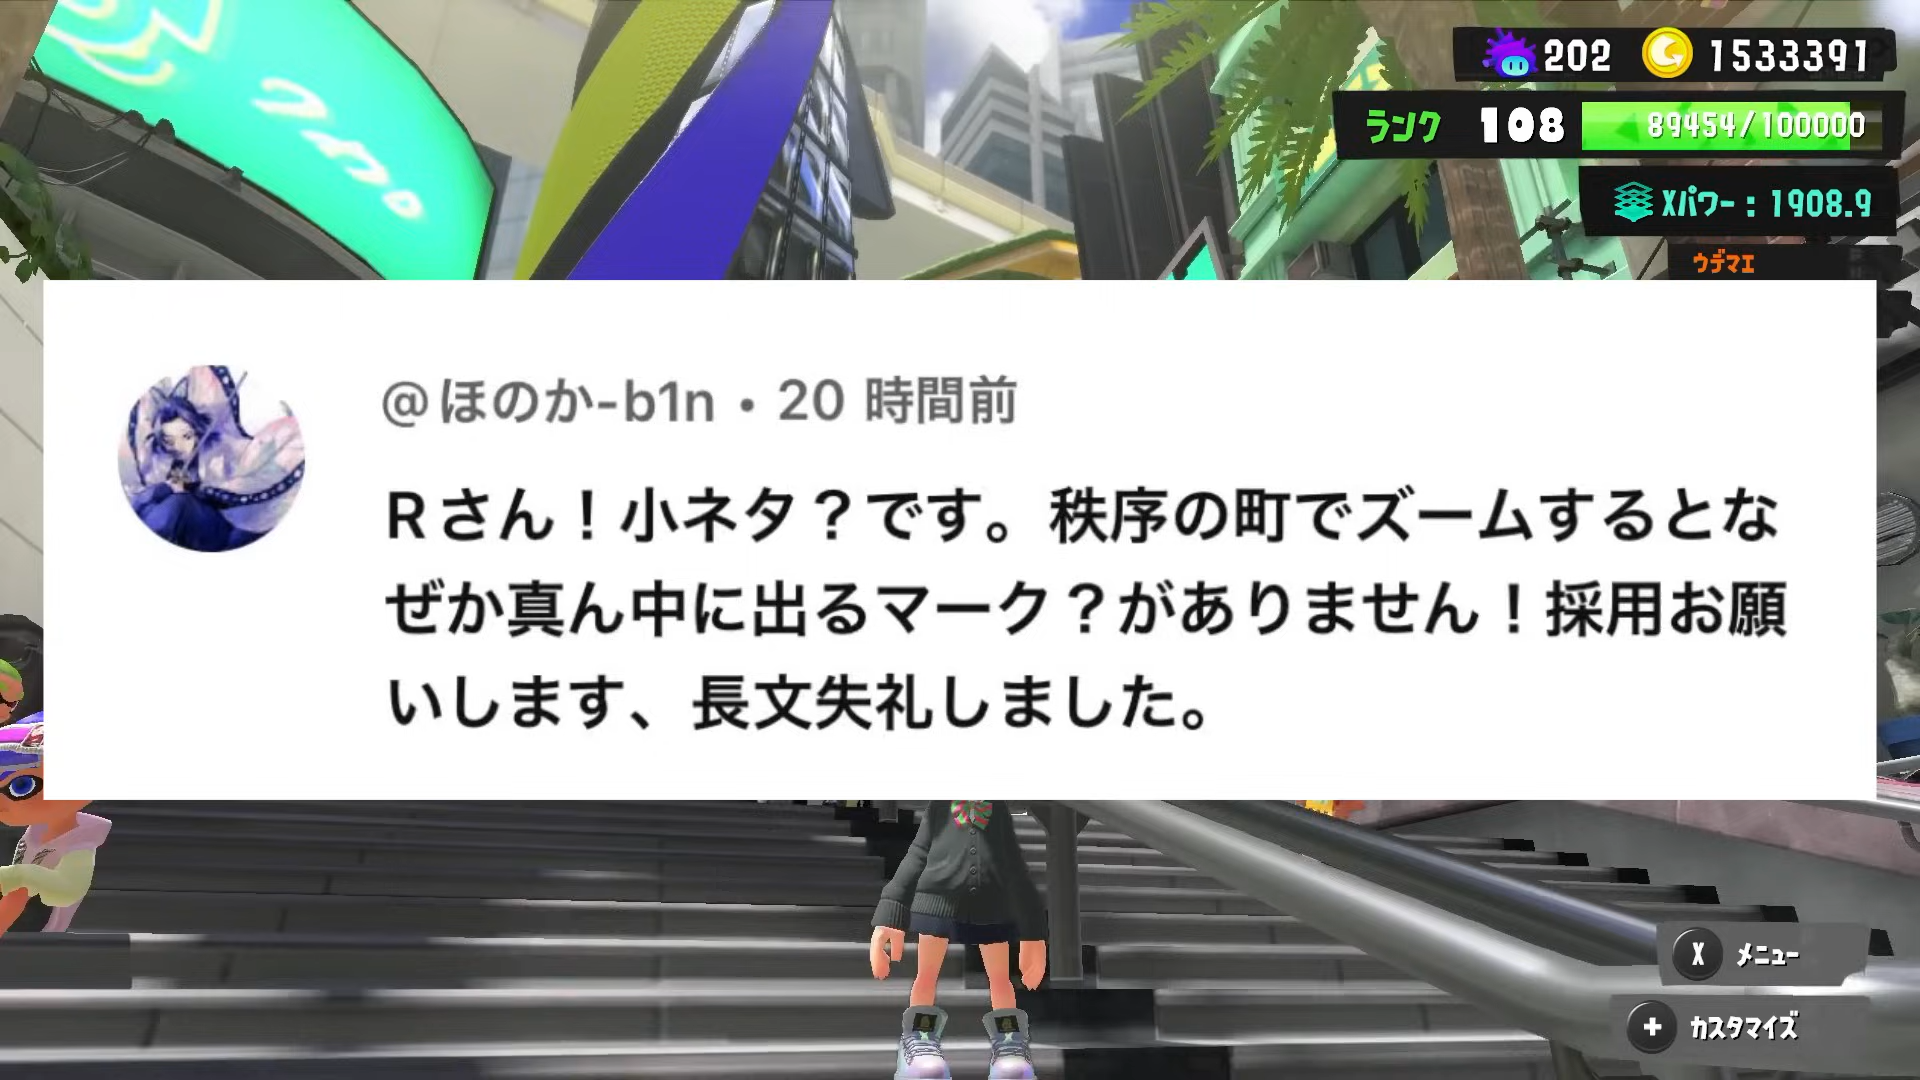 202 1533391
ランク 108 89454/100000
Xパワー : 1908.9
ウデマエ
@ほのか-b1n・20 時間前
Rさん！小ネタ？です。秩序の町でズームするとな
ぜか真ん中に出るマーク？がありません！採用お願
いします、長文失礼しました。
X メニュー
+ カスタマイズ